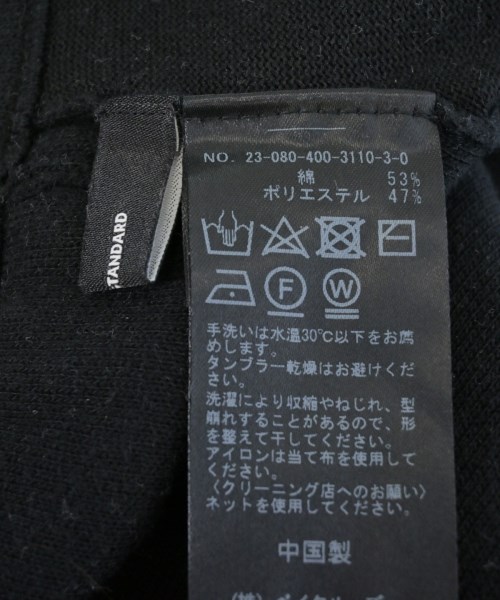 NO. 23-080-400-3110-3-0
綿 53%
ポリエステル 47%
F
W
手洗いは水温30℃以下をお薦
めします。
タンブラー乾燥はお避けくだ
さい。
洗濯により収縮やねじれ、型
崩れすることがあるので、形
を整えて干してください。
アイロンは当て布を使用して
ください。
〈クリーニング店へのお願い〉
ネットを使用してください。
中国製
TANDARD